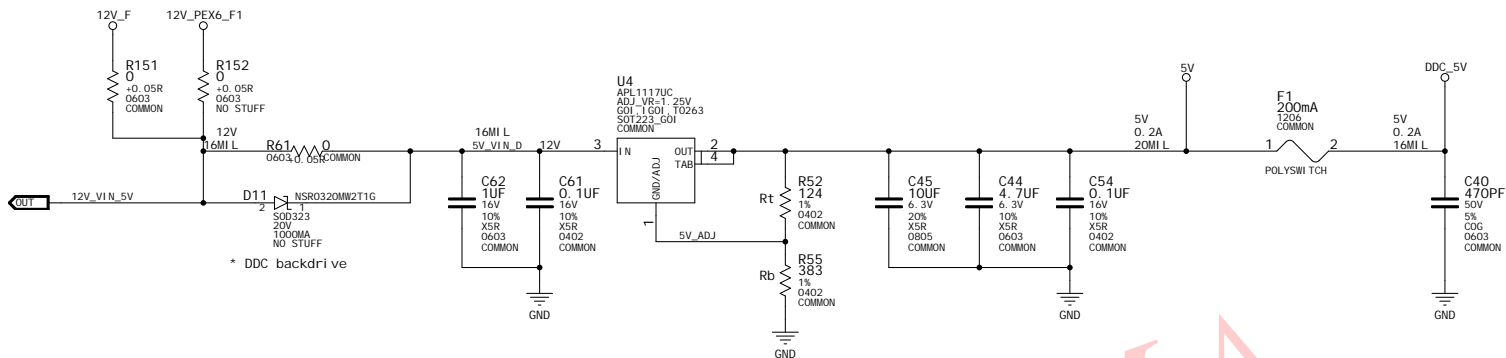 12V_F
12V_PEX6_F1
R151
0
+0.05R
0603
COMMON
R152
0
+0.05R
0603
NO STUFF
12V
16MIL
R61
0
0603
+0.05R
COMMON
OUT
12V_VIN_5V
D11
NSR0320MW2T1G
2
1
SOD323
20V
1000MA
NO STUFF
* DDC backdrive
16MIL
5V_VIN_D
12V
C62
1UF
16V
10%
X5R
0603
COMMON
C61
0.1UF
16V
10%
X5R
0402
COMMON
GND
U4
APL1117UC
ADJ_VR=1.25V
GOI,IGOI,TO263
SOT223_GOI
COMMON
3
IN
OUT
2
TAB
4
GND/ADJ
1
5V_ADJ
Rt
R52
124
1%
0402
COMMON
Rb
R55
383
1%
0402
COMMON
GND
C45
10UF
6.3V
20%
X5R
0805
COMMON
C44
4.7UF
6.3V
10%
X5R
0603
COMMON
C54
0.1UF
16V
10%
X5R
0402
COMMON
GND
5V
0.2A
20MIL
5V
F1
200mA
1206
COMMON
1
2
POLYSWITCH
5V
0.2A
16MIL
DDC_5V
C40
470PF
50V
5%
COG
0603
COMMON
GND